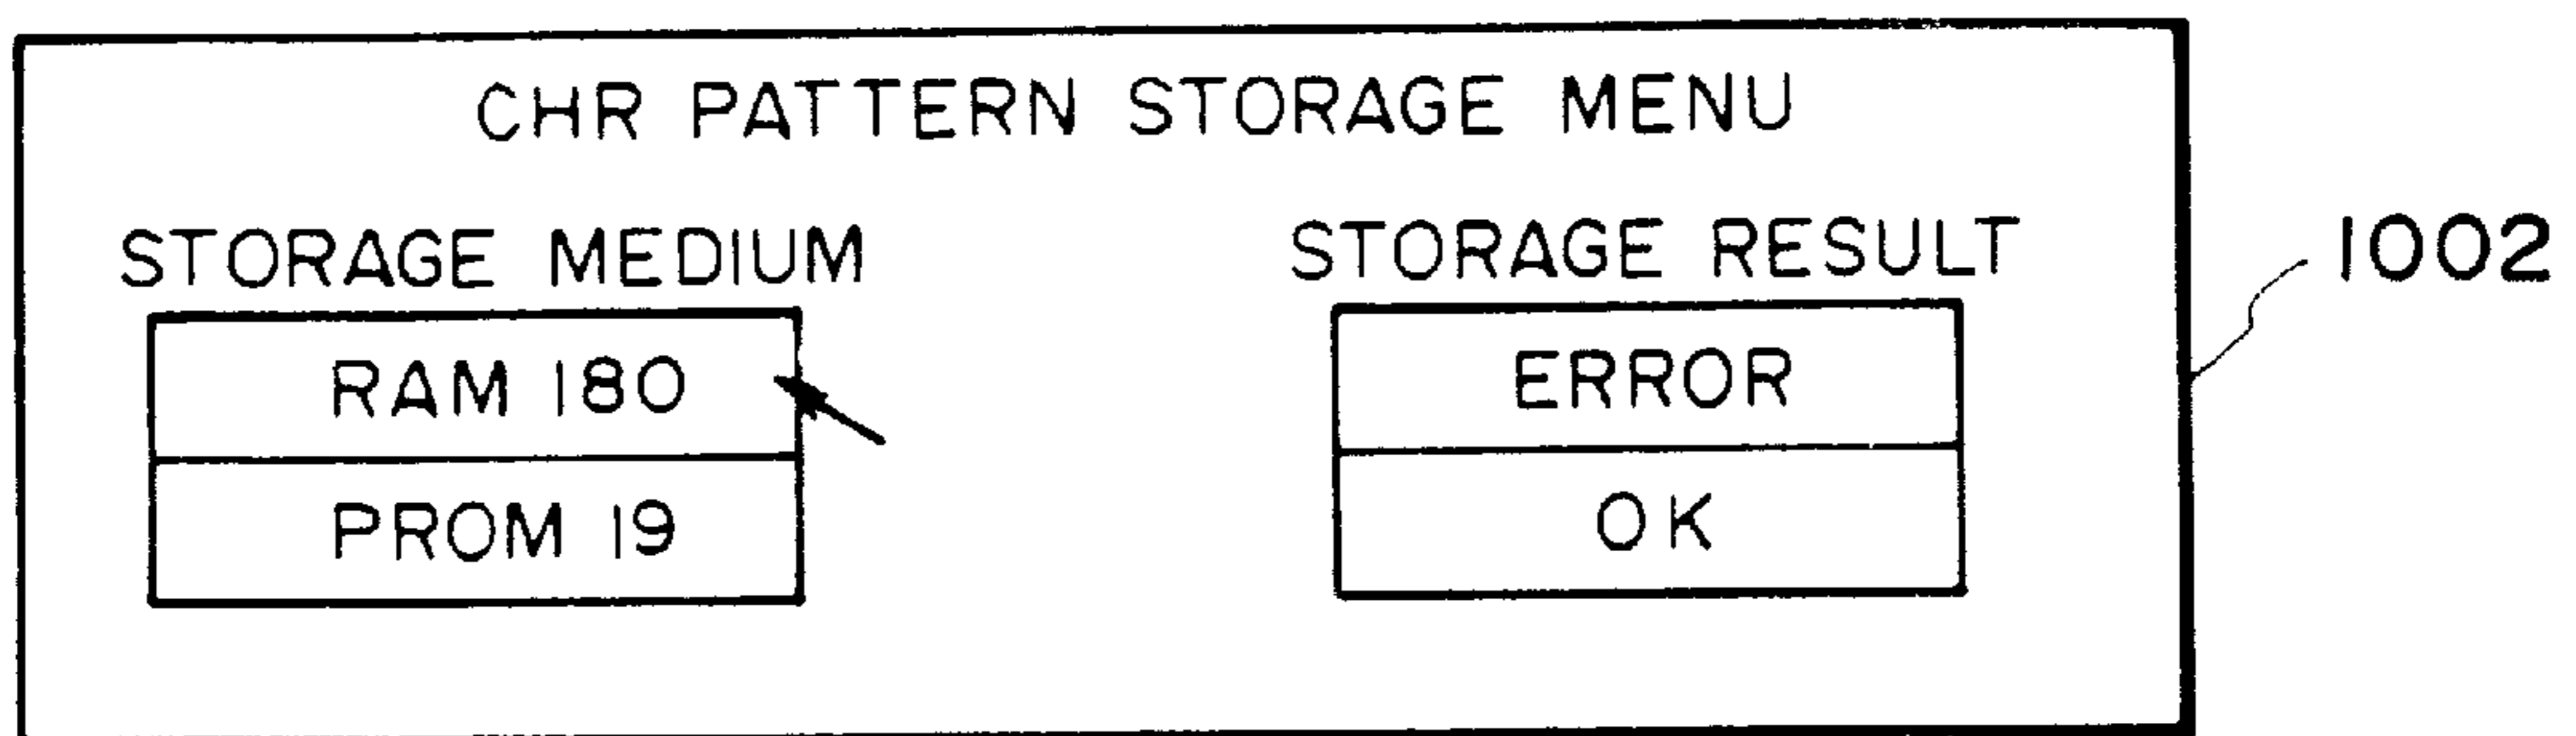 CHR PATTERN STORAGE MENU
STORAGE MEDIUM
RAM 180
PROM 19
STORAGE RESULT
ERROR
OK
1002